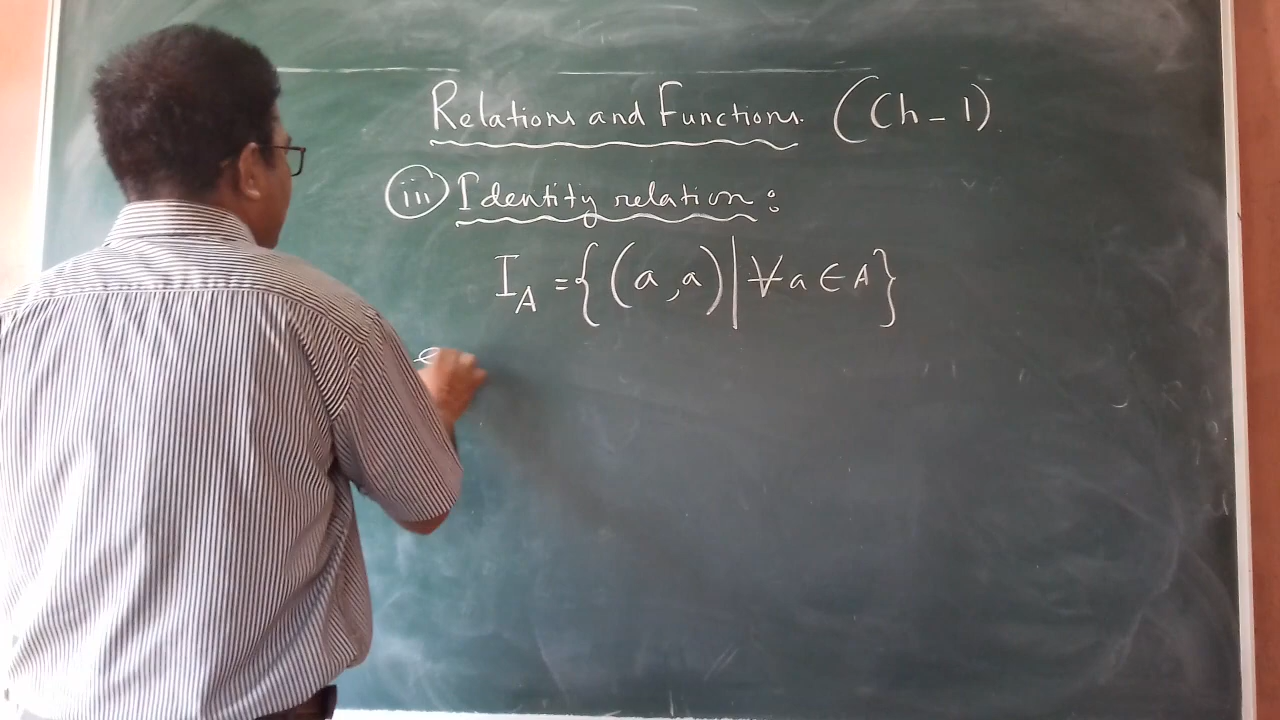 Relations and Functions. (Ch - 1)
iii Identity relation:
I_A = {(a, a) | ∀ a ∈ A}
e